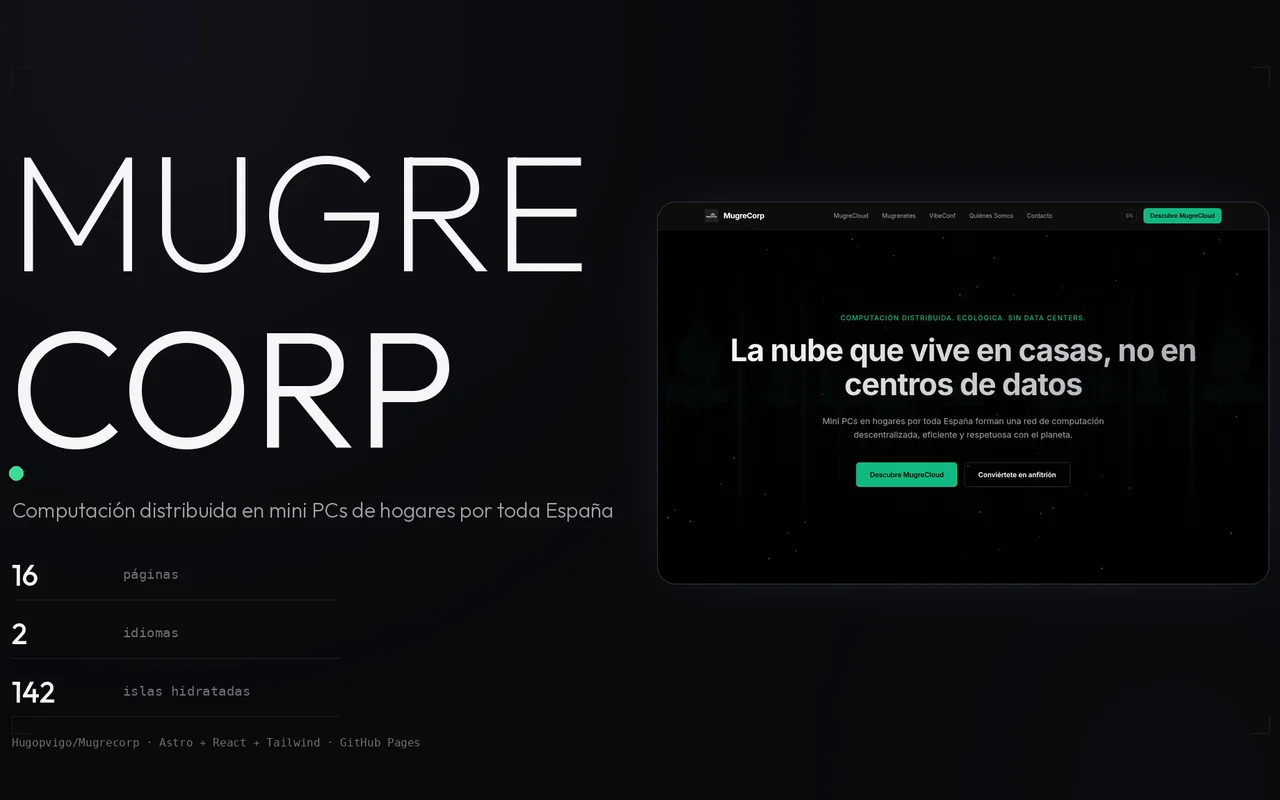 MUGRE
CORP
Computación distribuida en mini PCs de hogares por toda España
16 páginas
2 idiomas
142 islas hidratadas
Hugopvigo/Mugrecorp · Astro + React + Tailwind · GitHub Pages
MugreCorp
MugreCloud Mugrenetes VibeConf Quiénes Somos Contacto
EN
Descubre MugreCloud
COMPUTACIÓN DISTRIBUIDA. ECOLÓGICA. SIN DATA CENTERS.
La nube que vive en casas, no en
centros de datos
Mini PCs en hogares por toda España forman una red de computación
descentralizada, eficiente y respetuosa con el planeta.
Descubre MugreCloud
Conviértete en anfitrión